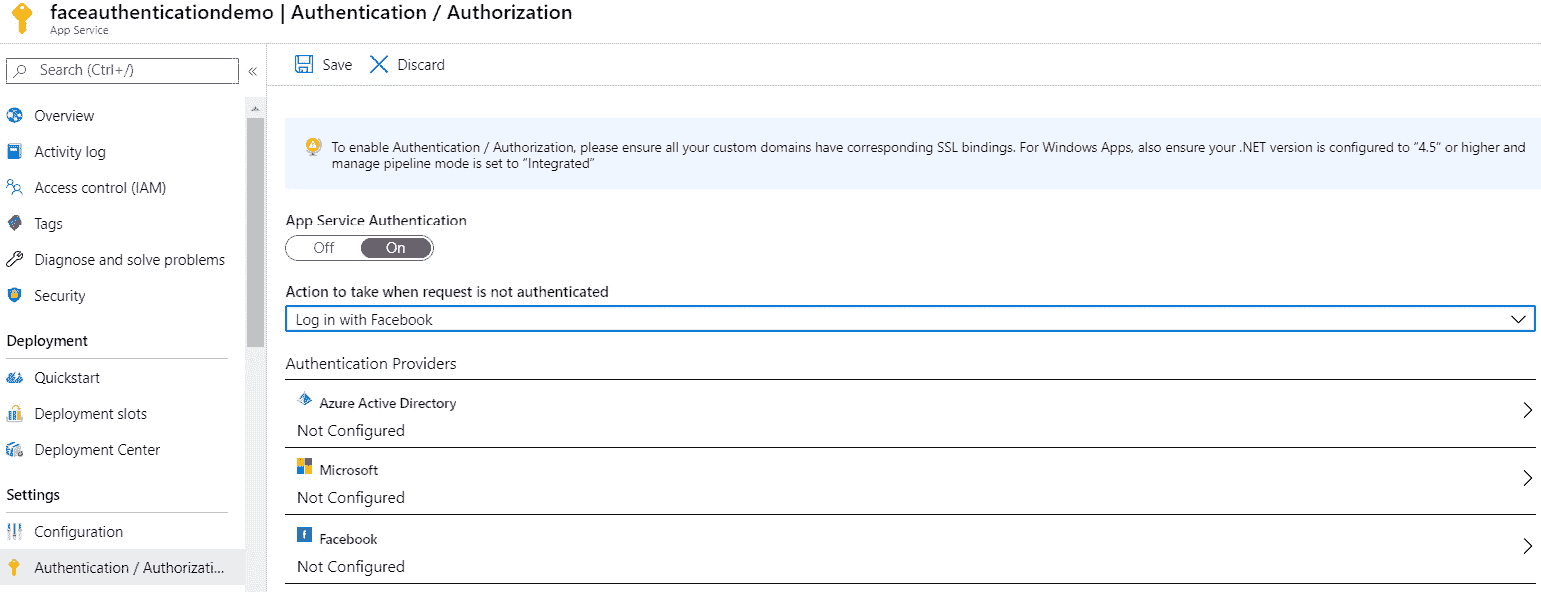 faceauthenticationdemo | Authentication / Authorization
App Service
Search (Ctrl+/)
«
Overview
Activity log
Access control (IAM)
Tags
Diagnose and solve problems
Security
Deployment
Quickstart
Deployment slots
Deployment Center
Settings
Configuration
Authentication / Authorizati...
Save
Discard
To enable Authentication / Authorization, please ensure all your custom domains have corresponding SSL bindings. For Windows Apps, also ensure your .NET version is configured to "4.5" or higher and
manage pipeline mode is set to "Integrated"
App Service Authentication
Off On
Action to take when request is not authenticated
Log in with Facebook
Authentication Providers
Azure Active Directory
Not Configured
Microsoft
Not Configured
f
Facebook
Not Configured